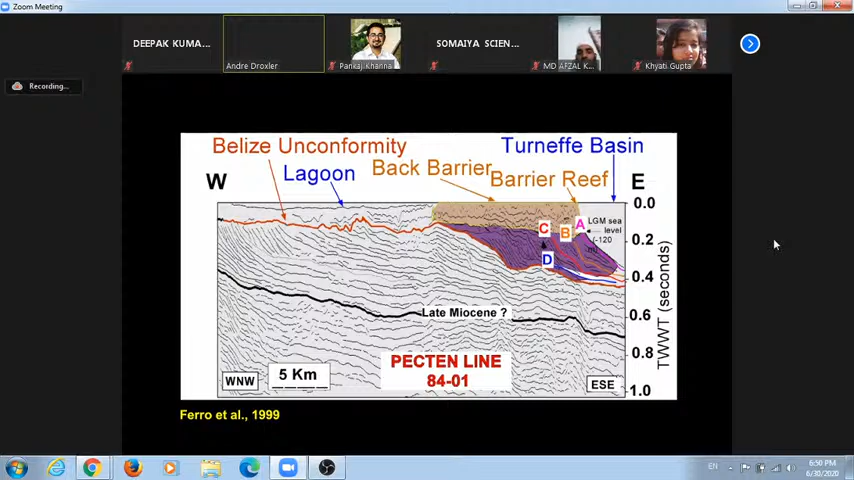 Zoom Meeting
DEEPAK KUMA...
Andre Droxler
Pankaj Khanna
SOMAIYA SCIEN...
MD AFZAL K...
Khyati Gupta
Recording...
Belize Unconformity
Turneffe Basin
Lagoon
Back Barrier
Barrier Reef
W
E
0.0
C
B
A
LGM sea
level
(-120
0.2
D
0.4
Late Miocene ?
0.6
TWWT (seconds)
0.8
PECTEN LINE
84-01
5 Km
WNW
ESE
1.0
Ferro et al., 1999
EN
6:50 PM
6/30/2020